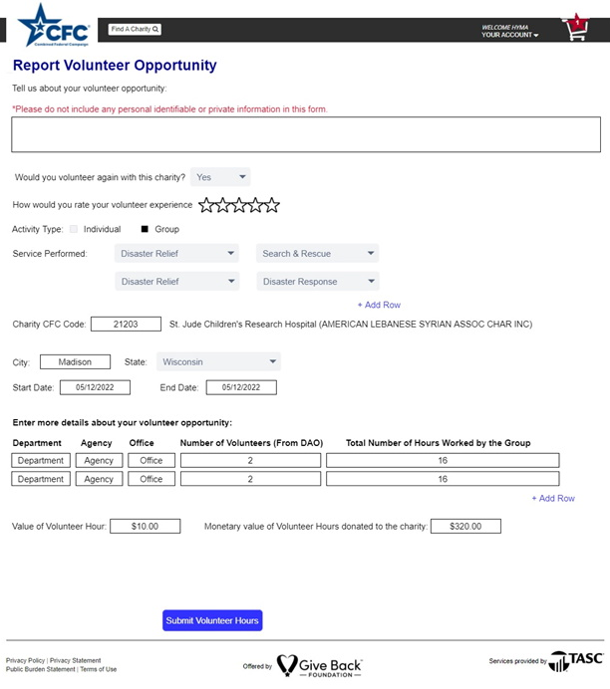 CFC
Combined Federal Campaign
Find A Charity
WELCOME HYMA
YOUR ACCOUNT
1
Report Volunteer Opportunity
Tell us about your volunteer opportunity:
*Please do not include any personal identifiable or private information in this form.
Would you volunteer again with this charity? Yes
How would you rate your volunteer experience
Activity Type: Individual Group
Service Performed: Disaster Relief Search & Rescue
Disaster Relief Disaster Response
+ Add Row
Charity CFC Code: 21203 St. Jude Children's Research Hospital (AMERICAN LEBANESE SYRIAN ASSOC CHAR INC)
City: Madison State: Wisconsin
Start Date: 05/12/2022 End Date: 05/12/2022
Enter more details about your volunteer opportunity:
Department Agency Office Number of Volunteers (From DAO) Total Number of Hours Worked by the Group
Department Agency Office 2 16
Department Agency Office 2 16
+ Add Row
Value of Volunteer Hour: $10.00 Monetary value of Volunteer Hours donated to the charity: $320.00
Submit Volunteer Hours
Privacy Policy | Privacy Statement
Public Burden Statement | Terms of Use
Offered by Give Back
FOUNDATION
Services provided by TASC